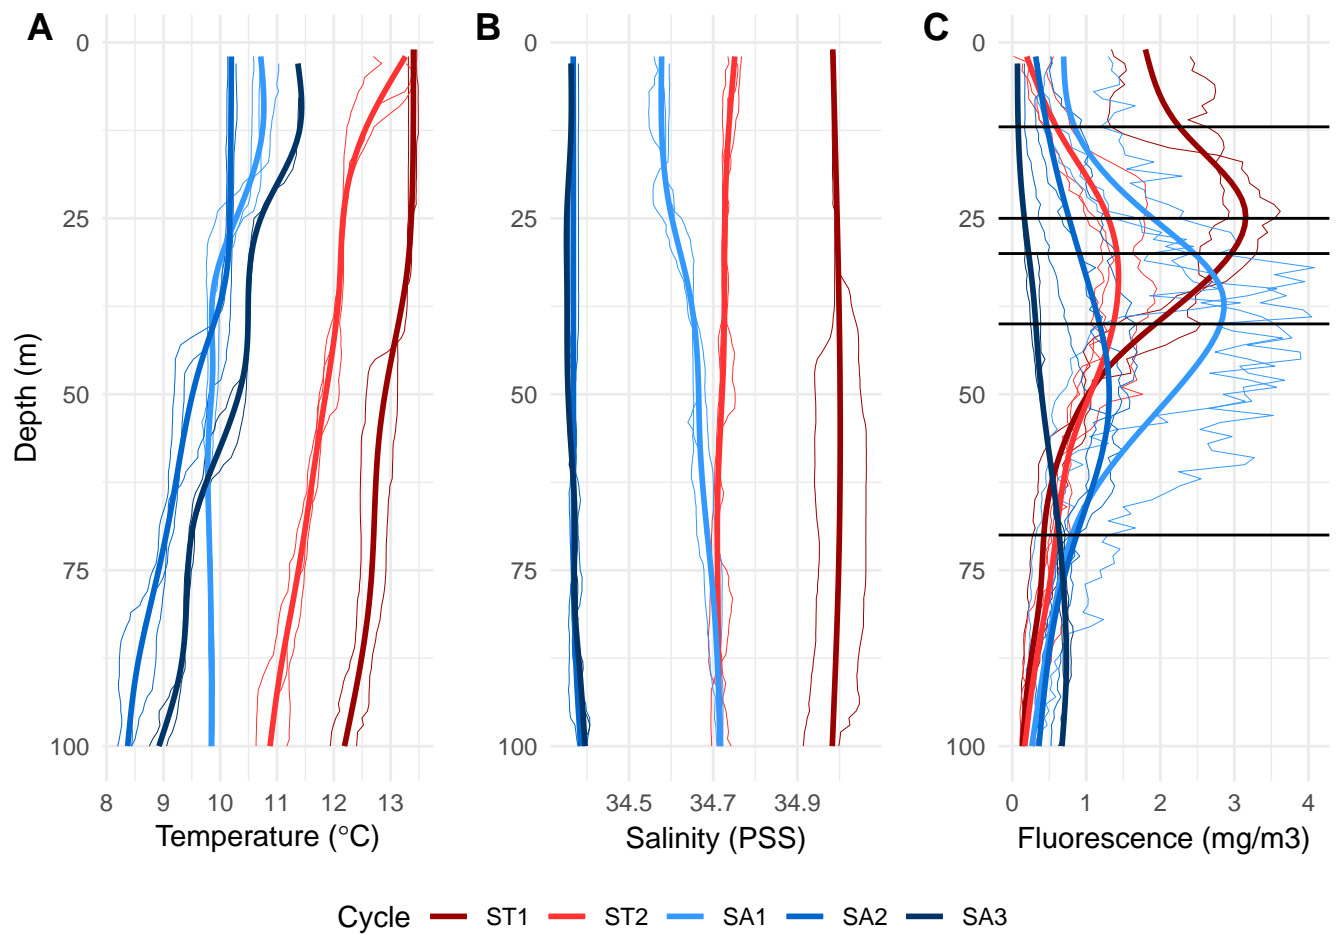 A
B
C
0
25
50
75
100
Depth (m)
8 9 10 11 12 13
Temperature (°C)
0
25
50
75
100
34.5 34.7 34.9
Salinity (PSS)
0
25
50
75
100
0 1 2 3 4
Fluorescence (mg/m3)
Cycle ST1 ST2 SA1 SA2 SA3